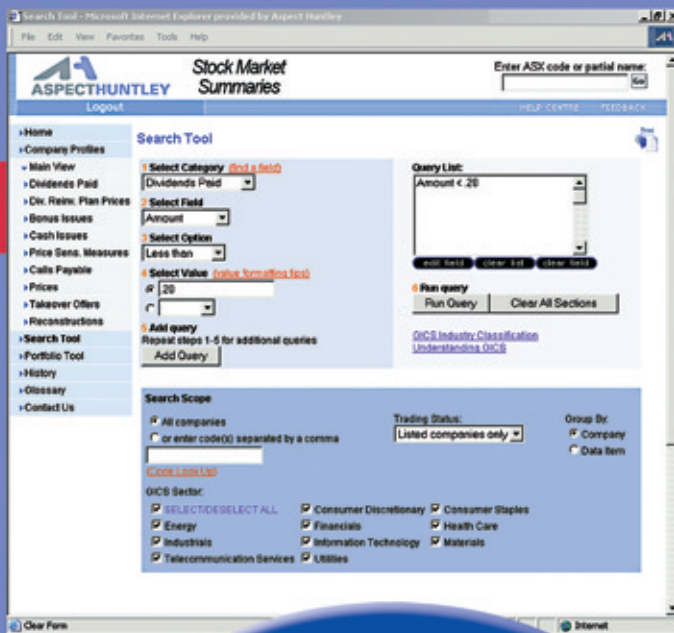 Search Tool - Microsoft Internet Explorer provided by Aspect Huntley
File Edit View Favorites Tools Help
ASPECTHUNTLEY
Stock Market
Summaries
Enter ASX code or partial name:
Go
Logout
HELP CENTRE FEEDBACK
Home
Company Profiles
Main View
Dividends Paid
Div. Reinv. Plan Prices
Bonus Issues
Cash Issues
Price Sens. Measures
Calls Payable
Prices
Takeover Offers
Reconstructions
Search Tool
Portfolio Tool
History
Glossary
Contact Us
Search Tool
Print
1 Select Category (find a field)
Dividends Paid
2 Select Field
Amount
3 Select Option
Less than
4 Select Value (value formatting tips)
.20
5 Add query
Repeat steps 1-5 for additional queries
Add Query
Query List:
Amount < .20
edit field clear list clear field
6 Run query
Run Query Clear All Sections
GICS Industry Classification
Understanding GICS
Search Scope
All companies
or enter code(s) separated by a comma
(Code Look Up)
Trading Status:
Listed companies only
Group By:
Company
Data Item
GICS Sector:
SELECT/DESELECT ALL Consumer Discretionary Consumer Staples
Energy Financials Health Care
Industrials Information Technology Materials
Telecommunication Services Utilities
Clear Form
Internet